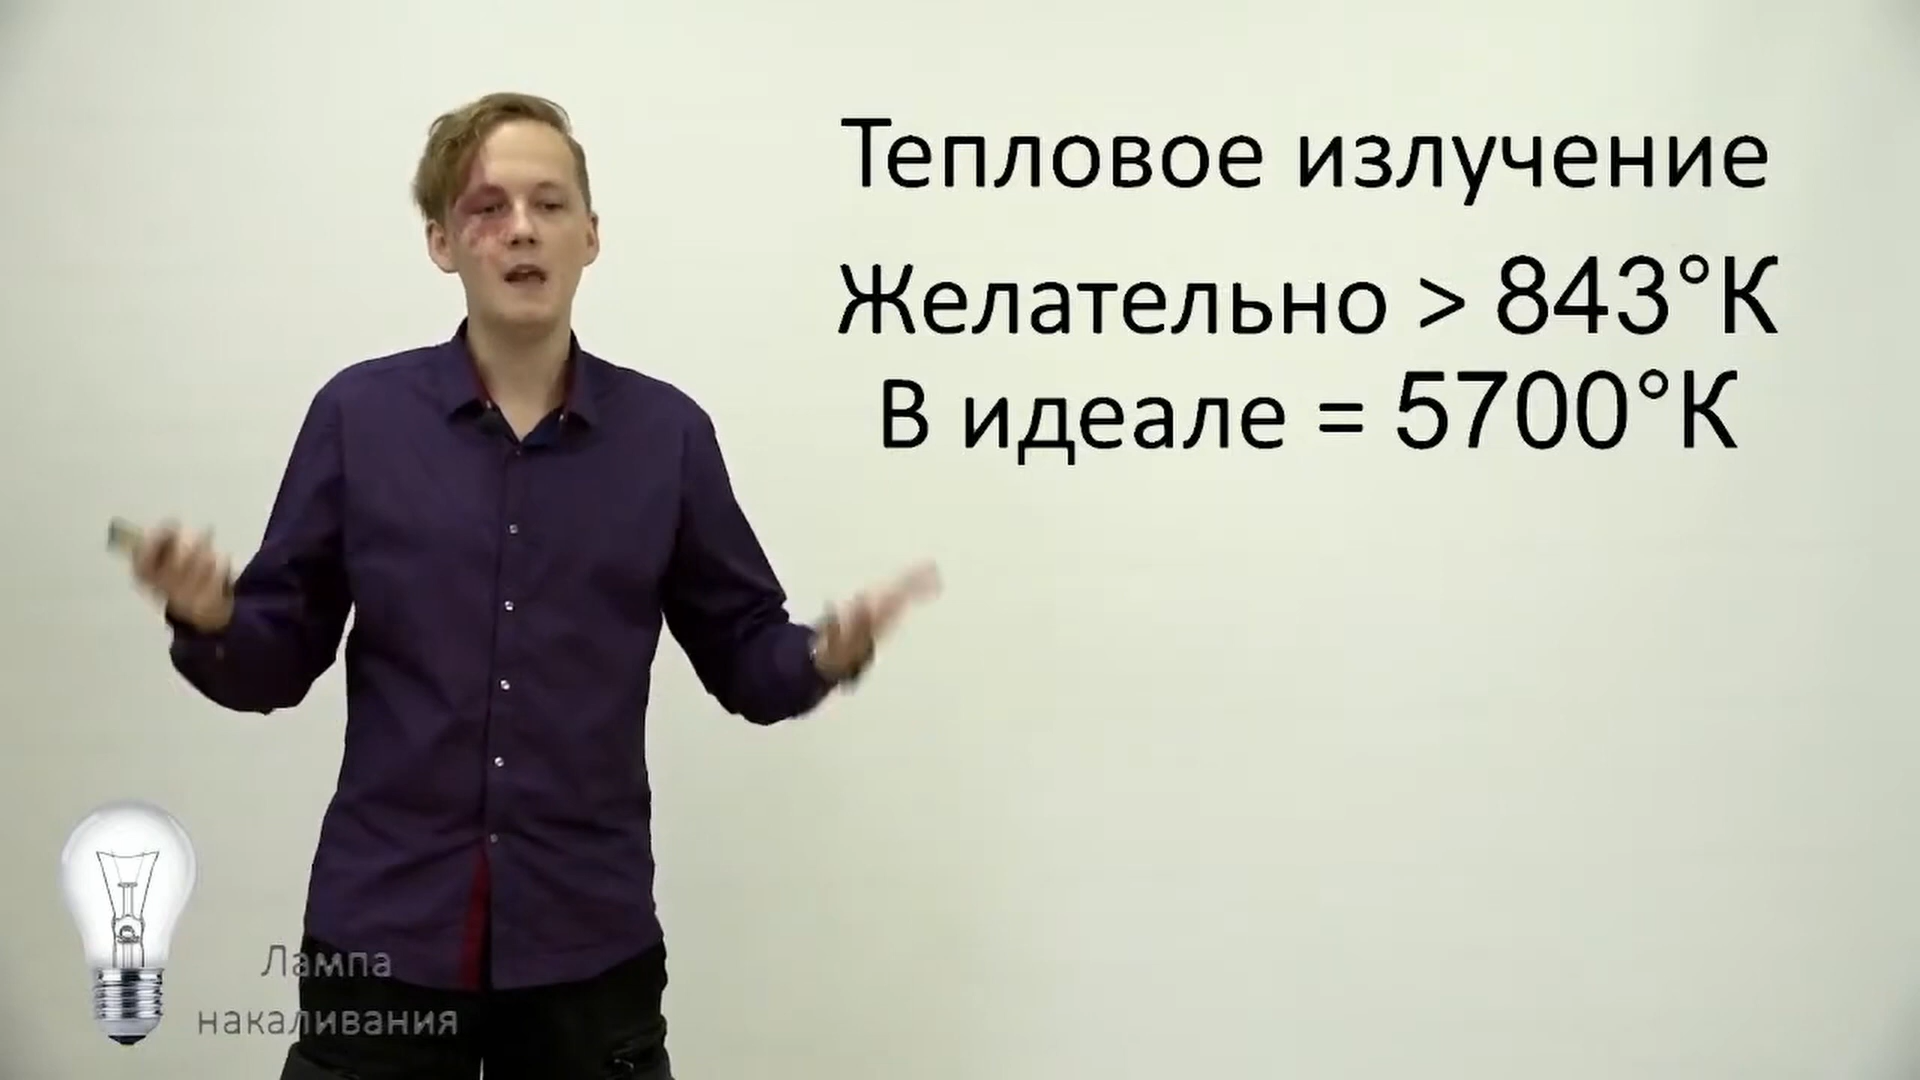 Тепловое излучение
Желательно > 843°К
В идеале = 5700°К
Лампа
накаливания